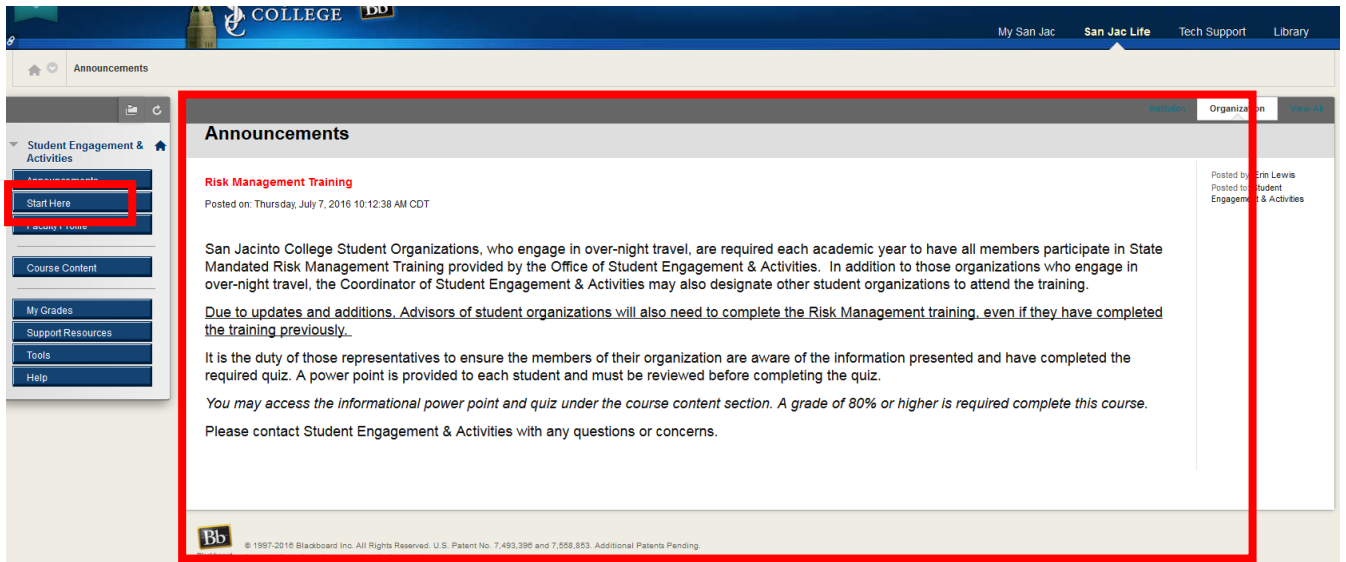 COLLEGE Bb
My San Jac San Jac Life Tech Support Library
Announcements
Institution Organization View All
Student Engagement &
Activities
Announcements
Start Here
Faculty Profile
Course Content
My Grades
Support Resources
Tools
Help
Announcements
Risk Management Training
Posted on: Thursday, July 7, 2016 10:12:38 AM CDT
Posted by: Erin Lewis
Posted to: Student
Engagement & Activities
San Jacinto College Student Organizations, who engage in over-night travel, are required each academic year to have all members participate in State
Mandated Risk Management Training provided by the Office of Student Engagement & Activities. In addition to those organizations who engage in
over-night travel, the Coordinator of Student Engagement & Activities may also designate other student organizations to attend the training.
Due to updates and additions, Advisors of student organizations will also need to complete the Risk Management training, even if they have completed
the training previously.
It is the duty of those representatives to ensure the members of their organization are aware of the information presented and have completed the
required quiz. A power point is provided to each student and must be reviewed before completing the quiz.
You may access the informational power point and quiz under the course content section. A grade of 80% or higher is required complete this course.
Please contact Student Engagement & Activities with any questions or concerns.
Bb
© 1997-2016 Blackboard Inc. All Rights Reserved. U.S. Patent No. 7,493,396 and 7,558,853. Additional Patents Pending.